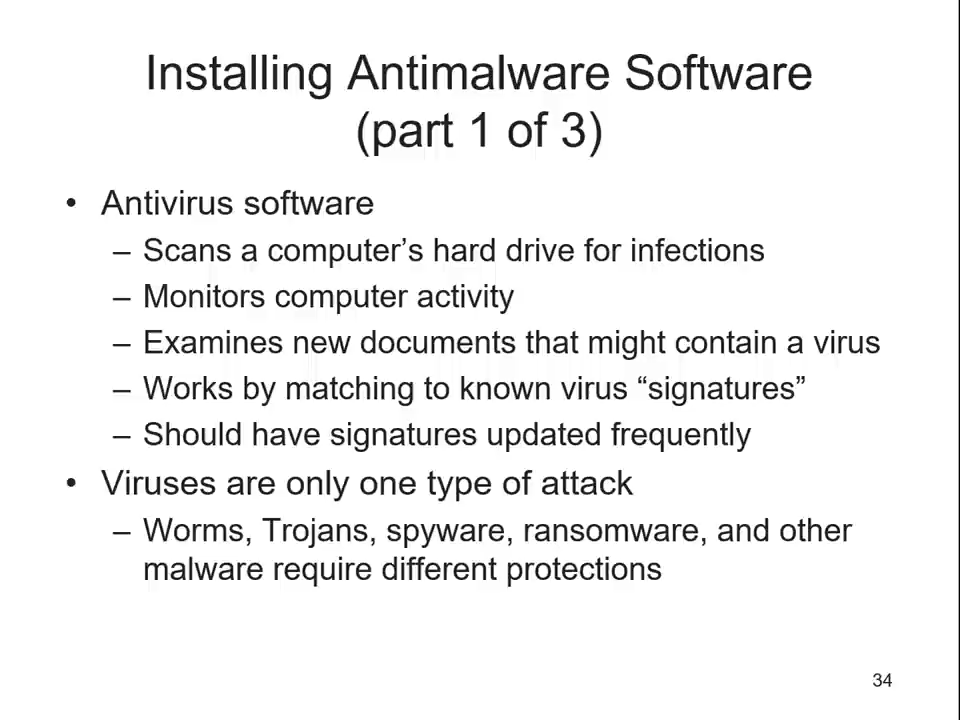 Installing Antimalware Software
(part 1 of 3)
• Antivirus software
– Scans a computer’s hard drive for infections
– Monitors computer activity
– Examines new documents that might contain a virus
– Works by matching to known virus “signatures”
– Should have signatures updated frequently
• Viruses are only one type of attack
– Worms, Trojans, spyware, ransomware, and other
malware require different protections
34